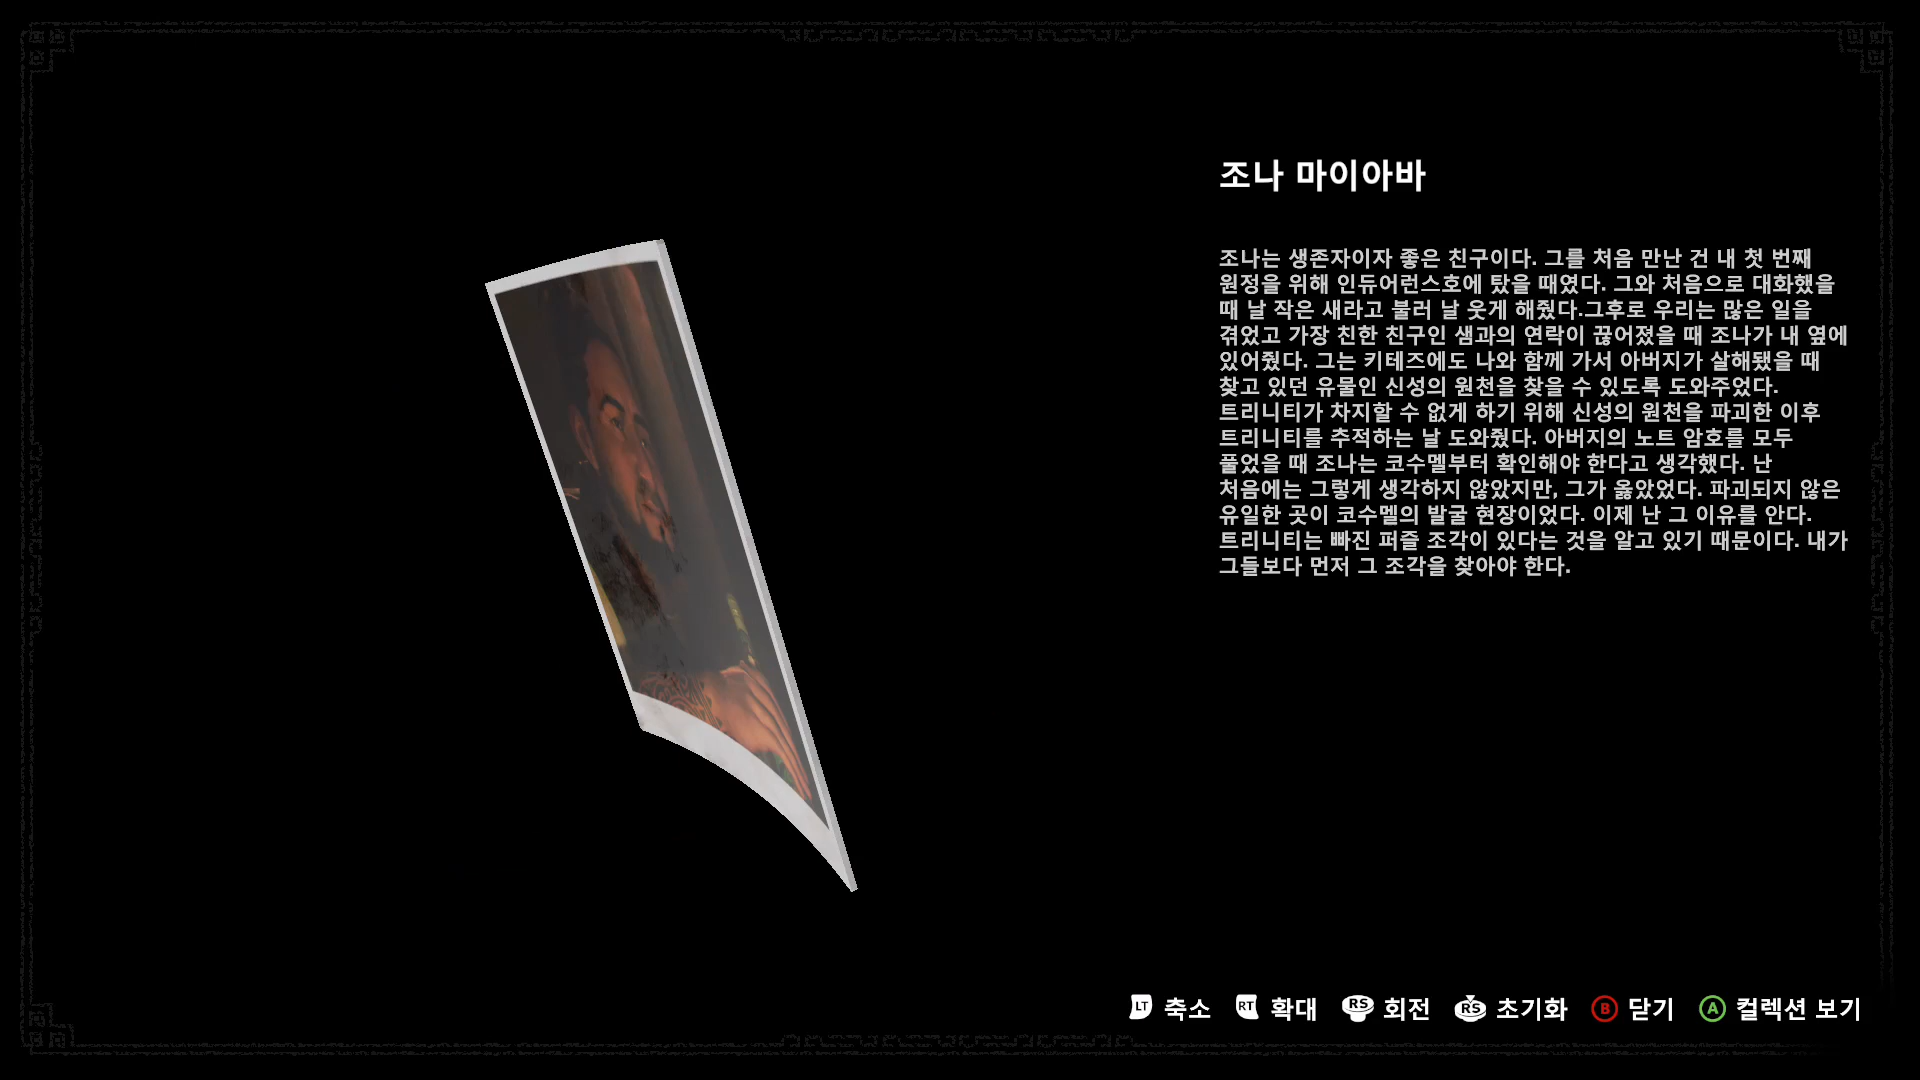 조나 마이아바
조나는 생존자이자 좋은 친구이다. 그를 처음 만난 건 내 첫 번째
원정을 위해 인듀어런스호에 탔을 때였다. 그와 처음으로 대화했을
때 날 작은 새라고 불러 날 웃게 해줬다.그후로 우리는 많은 일을
겪었고 가장 친한 친구인 샘과의 연락이 끊어졌을 때 조나가 내 옆에
있어줬다. 그는 키테즈에도 나와 함께 가서 아버지가 살해됐을 때
찾고 있던 유물인 신성의 원천을 찾을 수 있도록 도와주었다.
트리니티가 차지할 수 없게 하기 위해 신성의 원천을 파괴한 이후
트리니티를 추적하는 날 도와줬다. 아버지의 노트 암호를 모두
풀었을 때 조나는 코수멜부터 확인해야 한다고 생각했다. 난
처음에는 그렇게 생각하지 않았지만, 그가 옳았었다. 파괴되지 않은
유일한 곳이 코수멜의 발굴 현장이었다. 이제 난 그 이유를 안다.
트리니티는 빠진 퍼즐 조각이 있다는 것을 알고 있기 때문이다. 내가
그들보다 먼저 그 조각을 찾아야 한다.
LT 축소 RT 확대 RS 회전 RS 초기화 B 닫기 A 컬렉션 보기